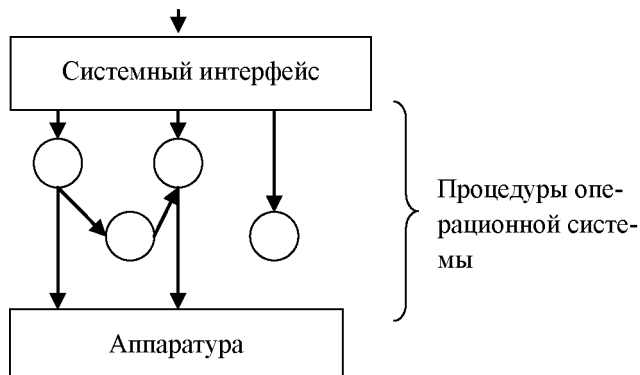 Системный интерфейс
Процедуры опе-
рационной систе-
мы
Аппаратура